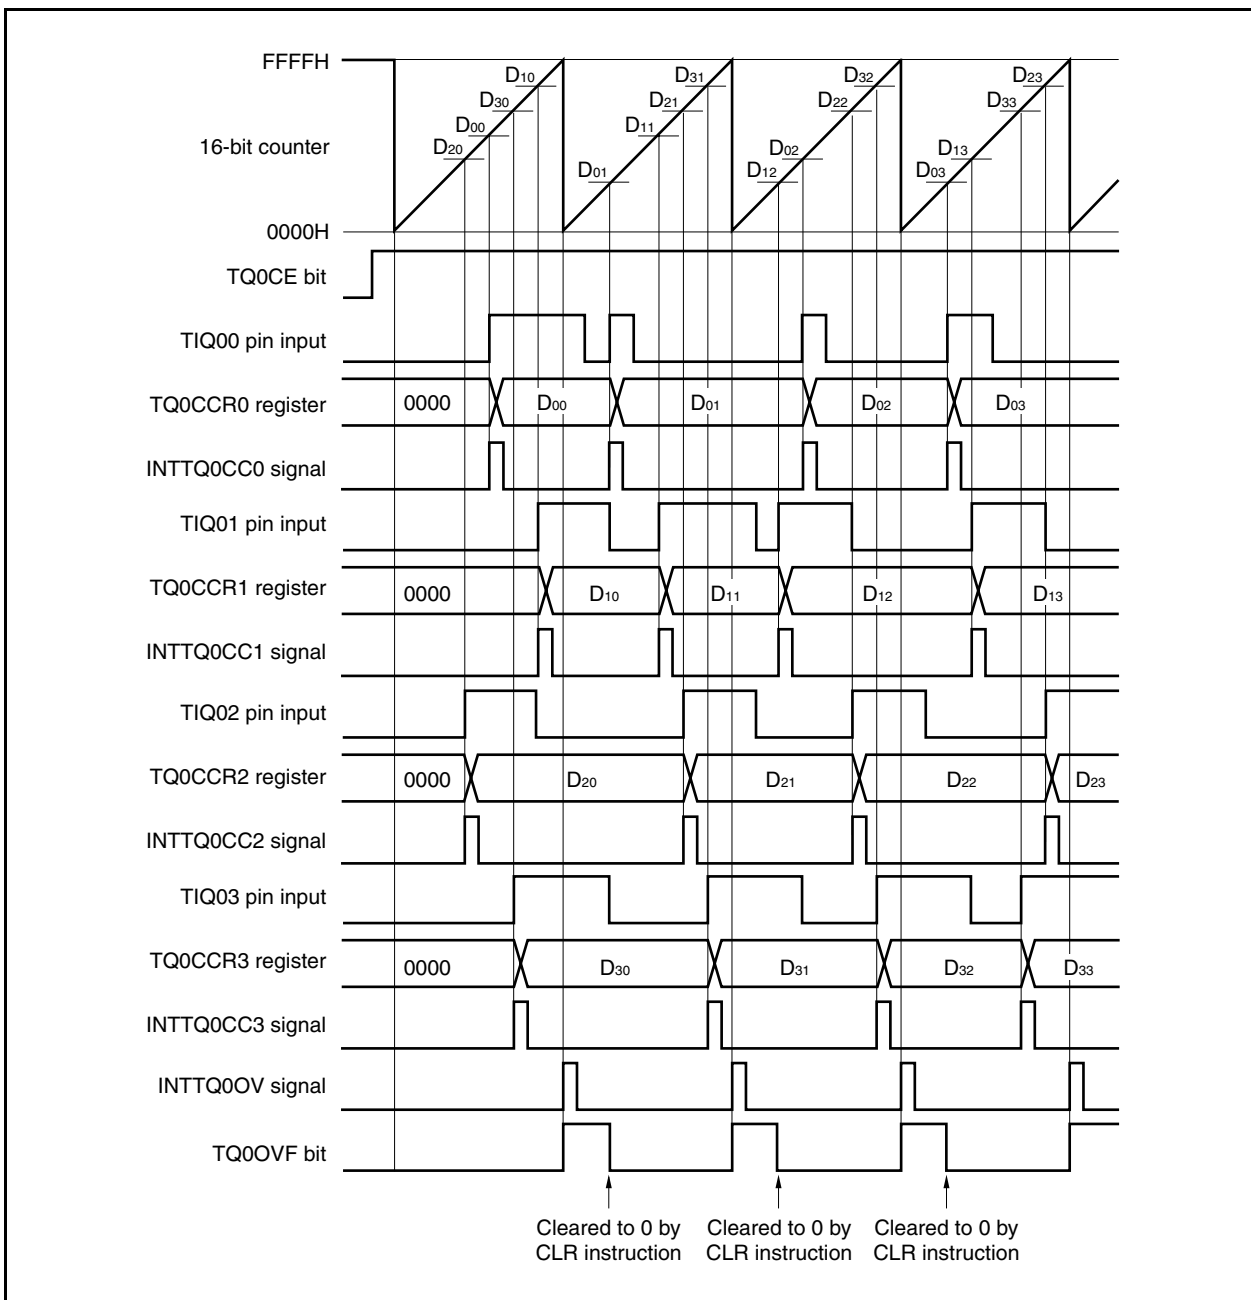 FFFFH
D10
D31
D32
D23
D30
D21
D22
D33
D00
D11
16-bit counter
D20
D02
D13
D01
D12
D03
0000H
TQ0CE bit
TIQ00 pin input
TQ0CCR0 register
0000 D00 D01 D02 D03
INTTQ0CC0 signal
TIQ01 pin input
TQ0CCR1 register
0000 D10 D11 D12 D13
INTTQ0CC1 signal
TIQ02 pin input
TQ0CCR2 register
0000 D20 D21 D22 D23
INTTQ0CC2 signal
TIQ03 pin input
TQ0CCR3 register
0000 D30 D31 D32 D33
INTTQ0CC3 signal
INTTQ0OV signal
TQ0OVF bit
Cleared to 0 by
CLR instruction
Cleared to 0 by
CLR instruction
Cleared to 0 by
CLR instruction